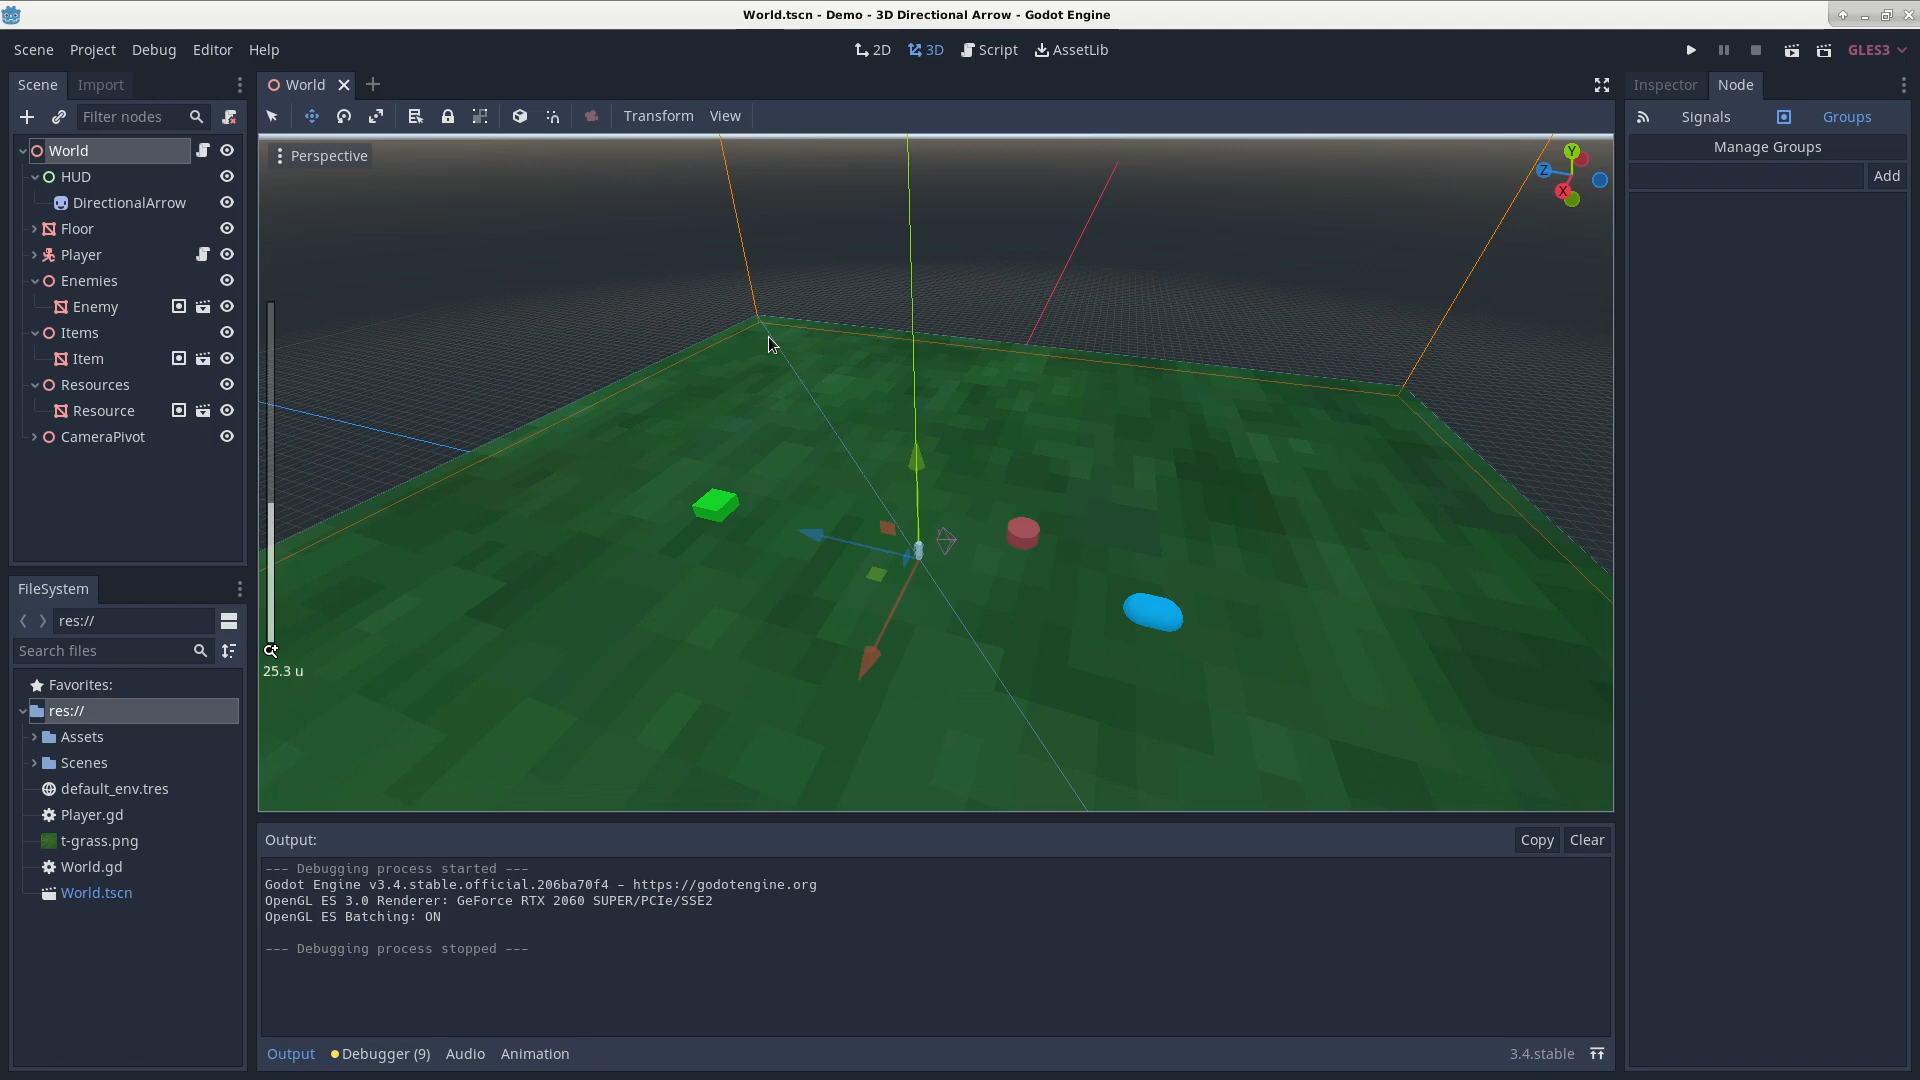 World.tscn - Demo - 3D Directional Arrow - Godot Engine
Scene Project Debug Editor Help
2D 3D Script AssetLib
GLES3
Scene Import
Filter nodes
World
HUD
DirectionalArrow
Floor
Player
Enemies
Enemy
Items
Item
Resources
Resource
CameraPivot
FileSystem
res://
Search files
Favorites:
res://
Assets
Scenes
default_env.tres
Player.gd
t-grass.png
World.gd
World.tscn
World
Transform View
Perspective
Y
Z
X
25.3 u
Output:
Copy Clear
--- Debugging process started ---
Godot Engine v3.4.stable.official.206ba70f4 - https://godotengine.org
OpenGL ES 3.0 Renderer: GeForce RTX 2060 SUPER/PCIe/SSE2
OpenGL ES Batching: ON
--- Debugging process stopped ---
Output Debugger (9) Audio Animation
3.4.stable
Inspector Node
Signals Groups
Manage Groups
Add